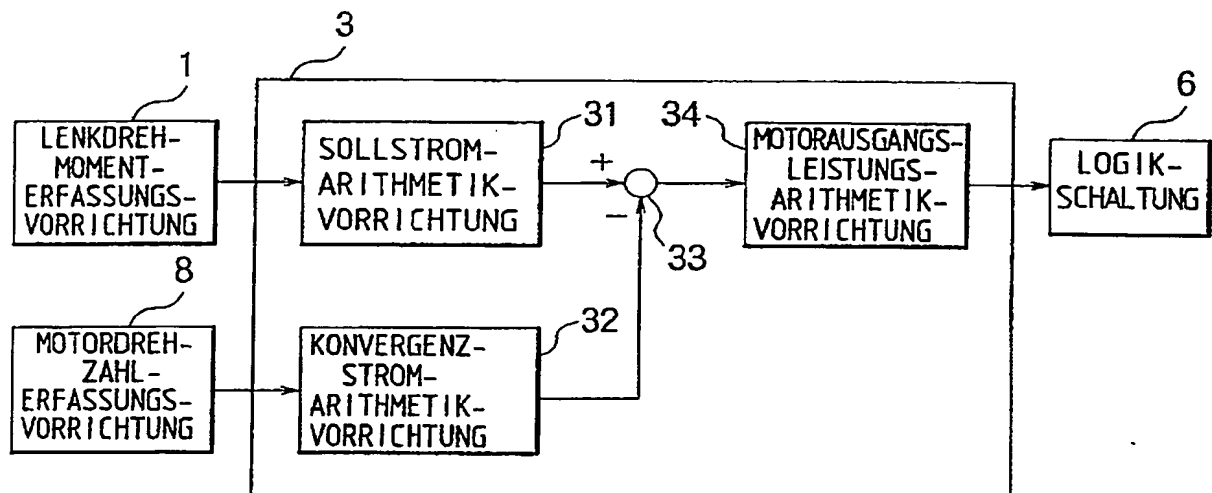 3
1
LENKDREH-
MOMENT-
ERFASSUNGS-
VORRICHTUNG
31
SOLLSTROM-
ARITHMETIK-
VORRICHTUNG
+
−
33
34
MOTORAUSGANGS-
LEISTUNGS-
ARITHMETIK-
VORRICHTUNG
6
LOGIK-
SCHALTUNG
8
MOTORDREH-
ZAHL-
ERFASSUNGS-
VORRICHTUNG
32
KONVERGENZ-
STROM-
ARITHMETIK-
VORRICHTUNG